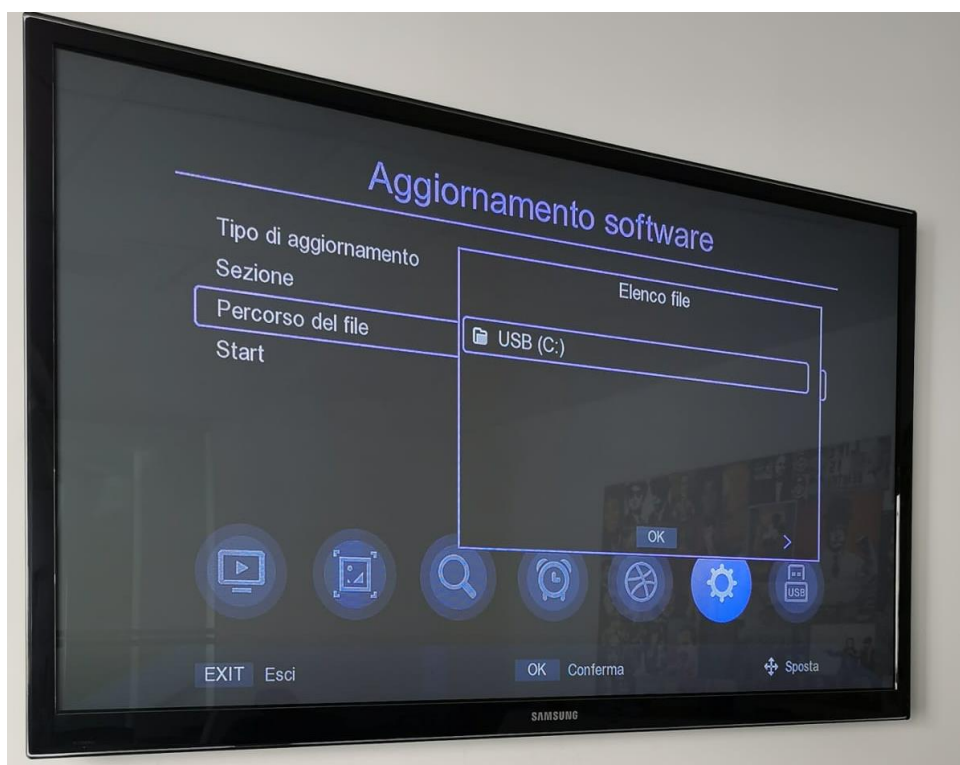 Aggiornamento software
Tipo di aggiornamento
Sezione
Percorso del file
Start
Elenco file
USB (C:)
OK
USB
EXIT Esci
OK Conferma
Sposta
SAMSUNG